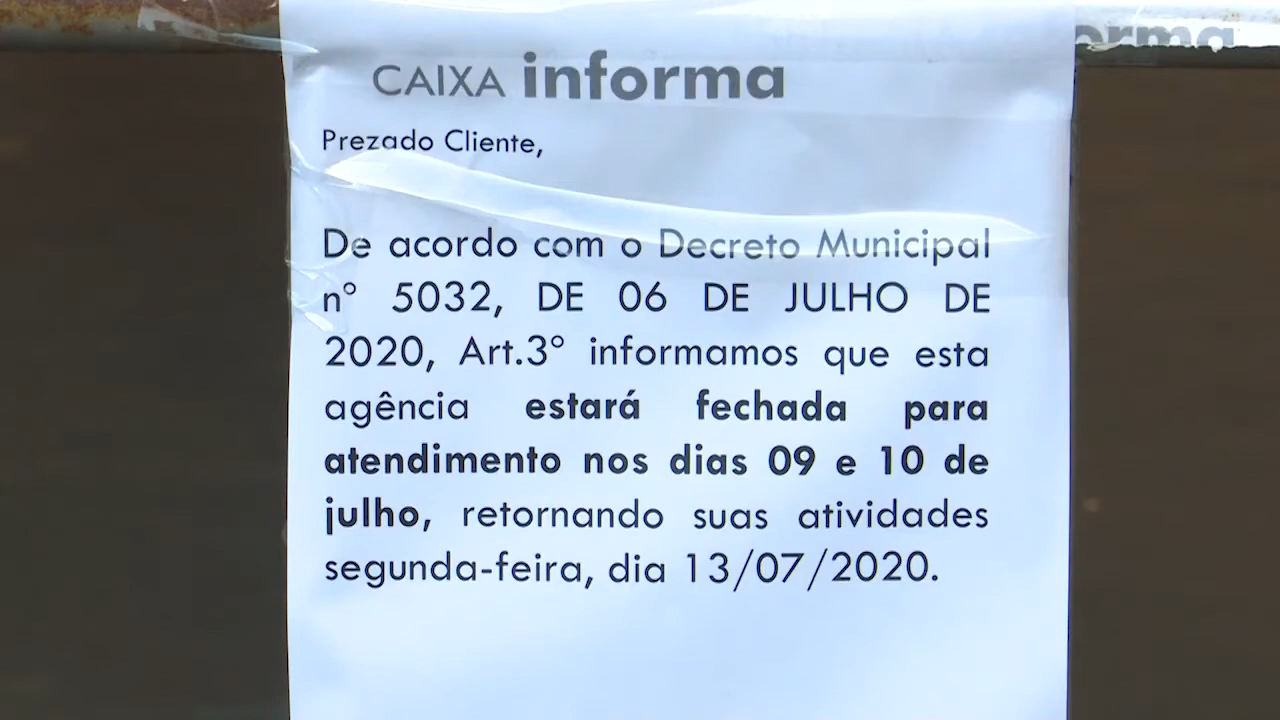 orma
CAIXA informa
Prezado Cliente,
De acordo com o Decreto Municipal
nº 5032, DE 06 DE JULHO DE
2020, Art.3º informamos que esta
agência estará fechada para
atendimento nos dias 09 e 10 de
julho, retornando suas atividades
segunda-feira, dia 13/07/2020.